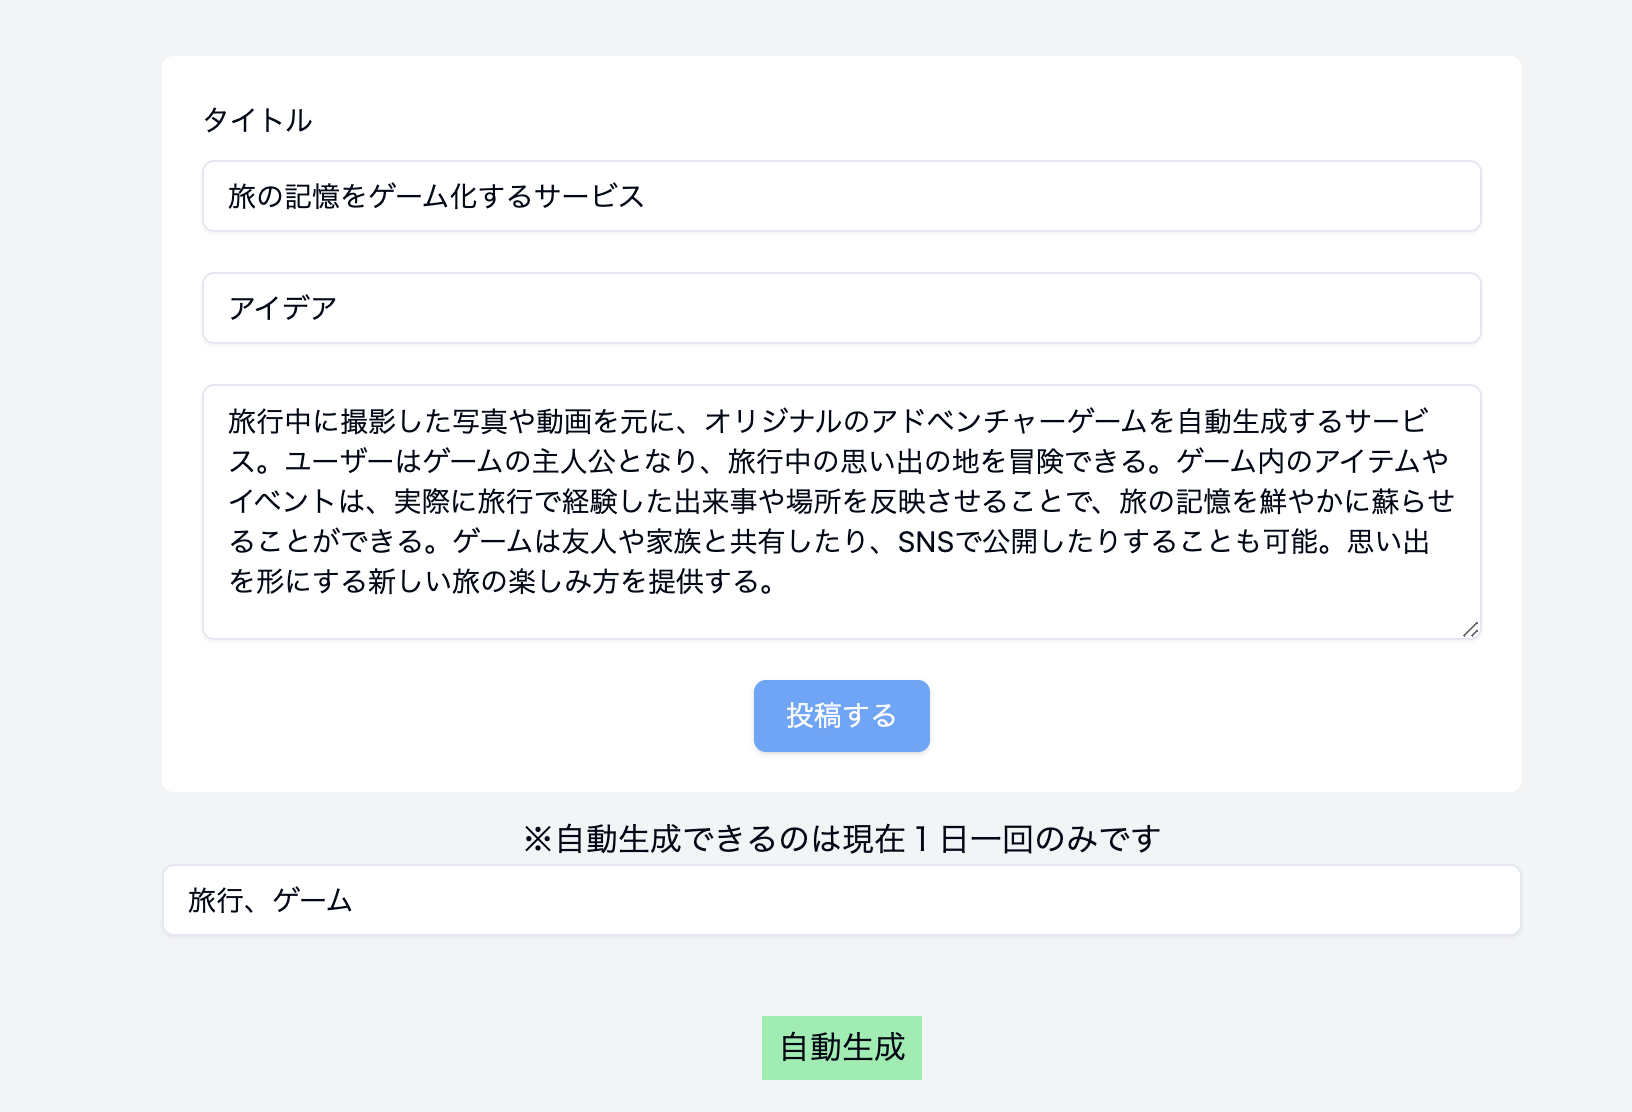 タイトル
旅の記憶をゲーム化するサービス
アイデア
旅行中に撮影した写真や動画を元に、オリジナルのアドベンチャーゲームを自動生成するサービ
ス。ユーザーはゲームの主人公となり、旅行中の思い出の地を冒険できる。ゲーム内のアイテムや
イベントは、実際に旅行で経験した出来事や場所を反映させることで、旅の記憶を鮮やかに蘇らせ
ることができる。ゲームは友人や家族と共有したり、SNSで公開したりすることも可能。思い出
を形にする新しい旅の楽しみ方を提供する。
投稿する
※自動生成できるのは現在１日一回のみです
旅行、ゲーム
自動生成